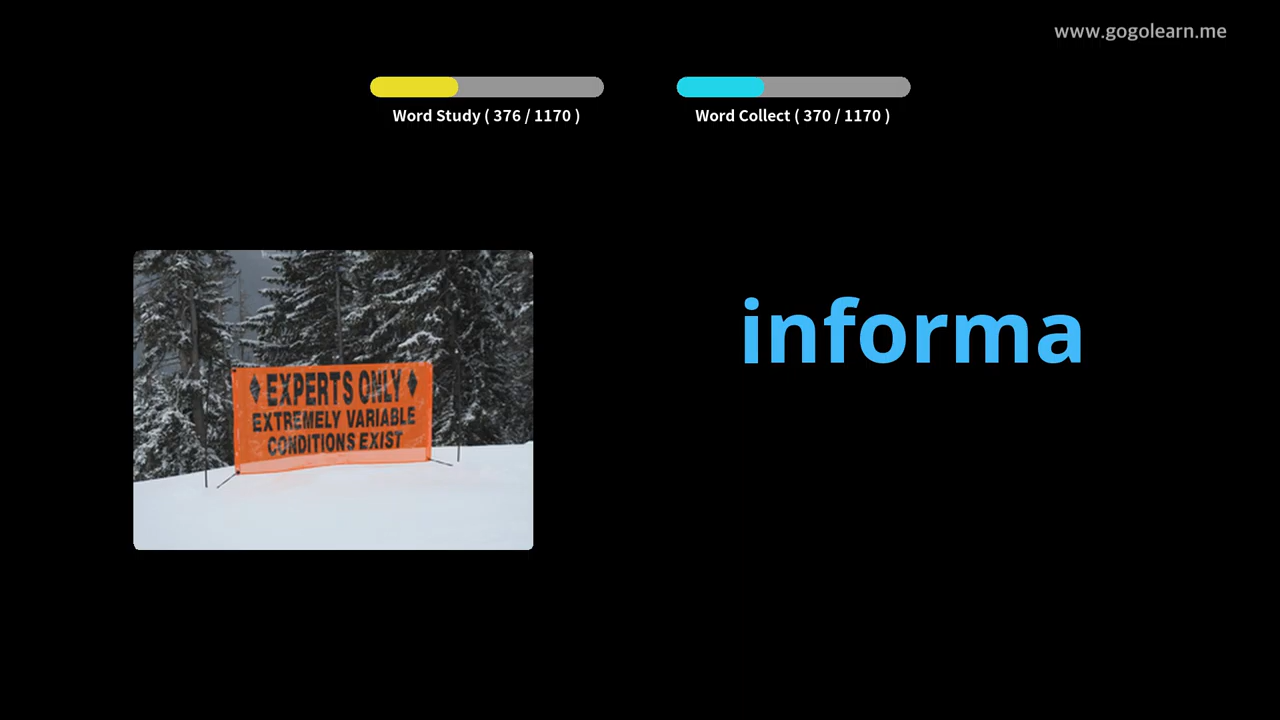 www.gogolearn.me
Word Study ( 376 / 1170 )
Word Collect ( 370 / 1170 )
EXPERTS ONLY
EXTREMELY VARIABLE
CONDITIONS EXIST
informa